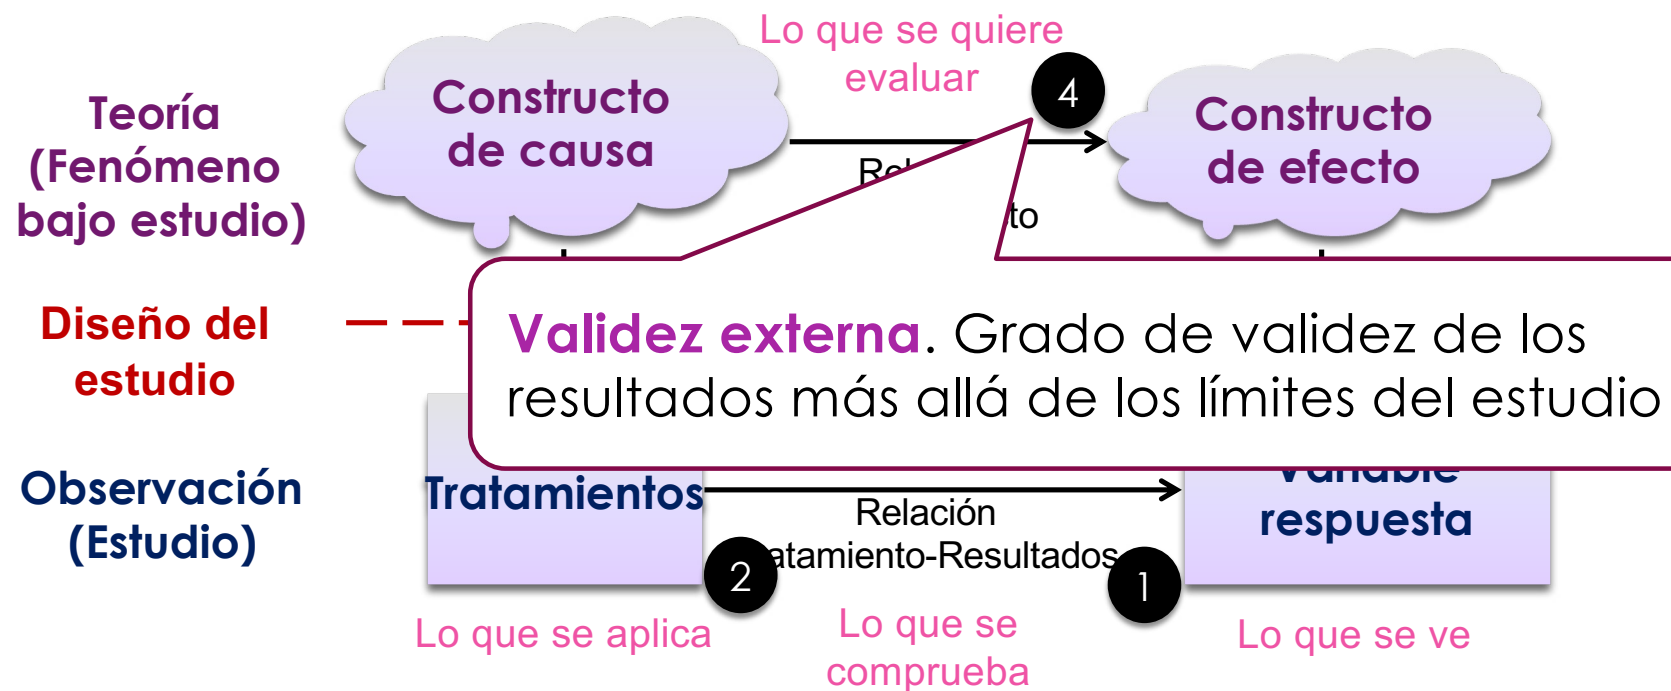 Lo que se quiere
evaluar
4
Teoría
(Fenómeno
bajo estudio)
Constructo
de causa
Constructo
de efecto
Diseño del
estudio
Validez externa. Grado de validez de los
resultados más allá de los límites del estudio
Observación
(Estudio)
Tratamientos
Relación
Variable
respuesta
2
1
Lo que se aplica
Lo que se
comprueba
Lo que se ve